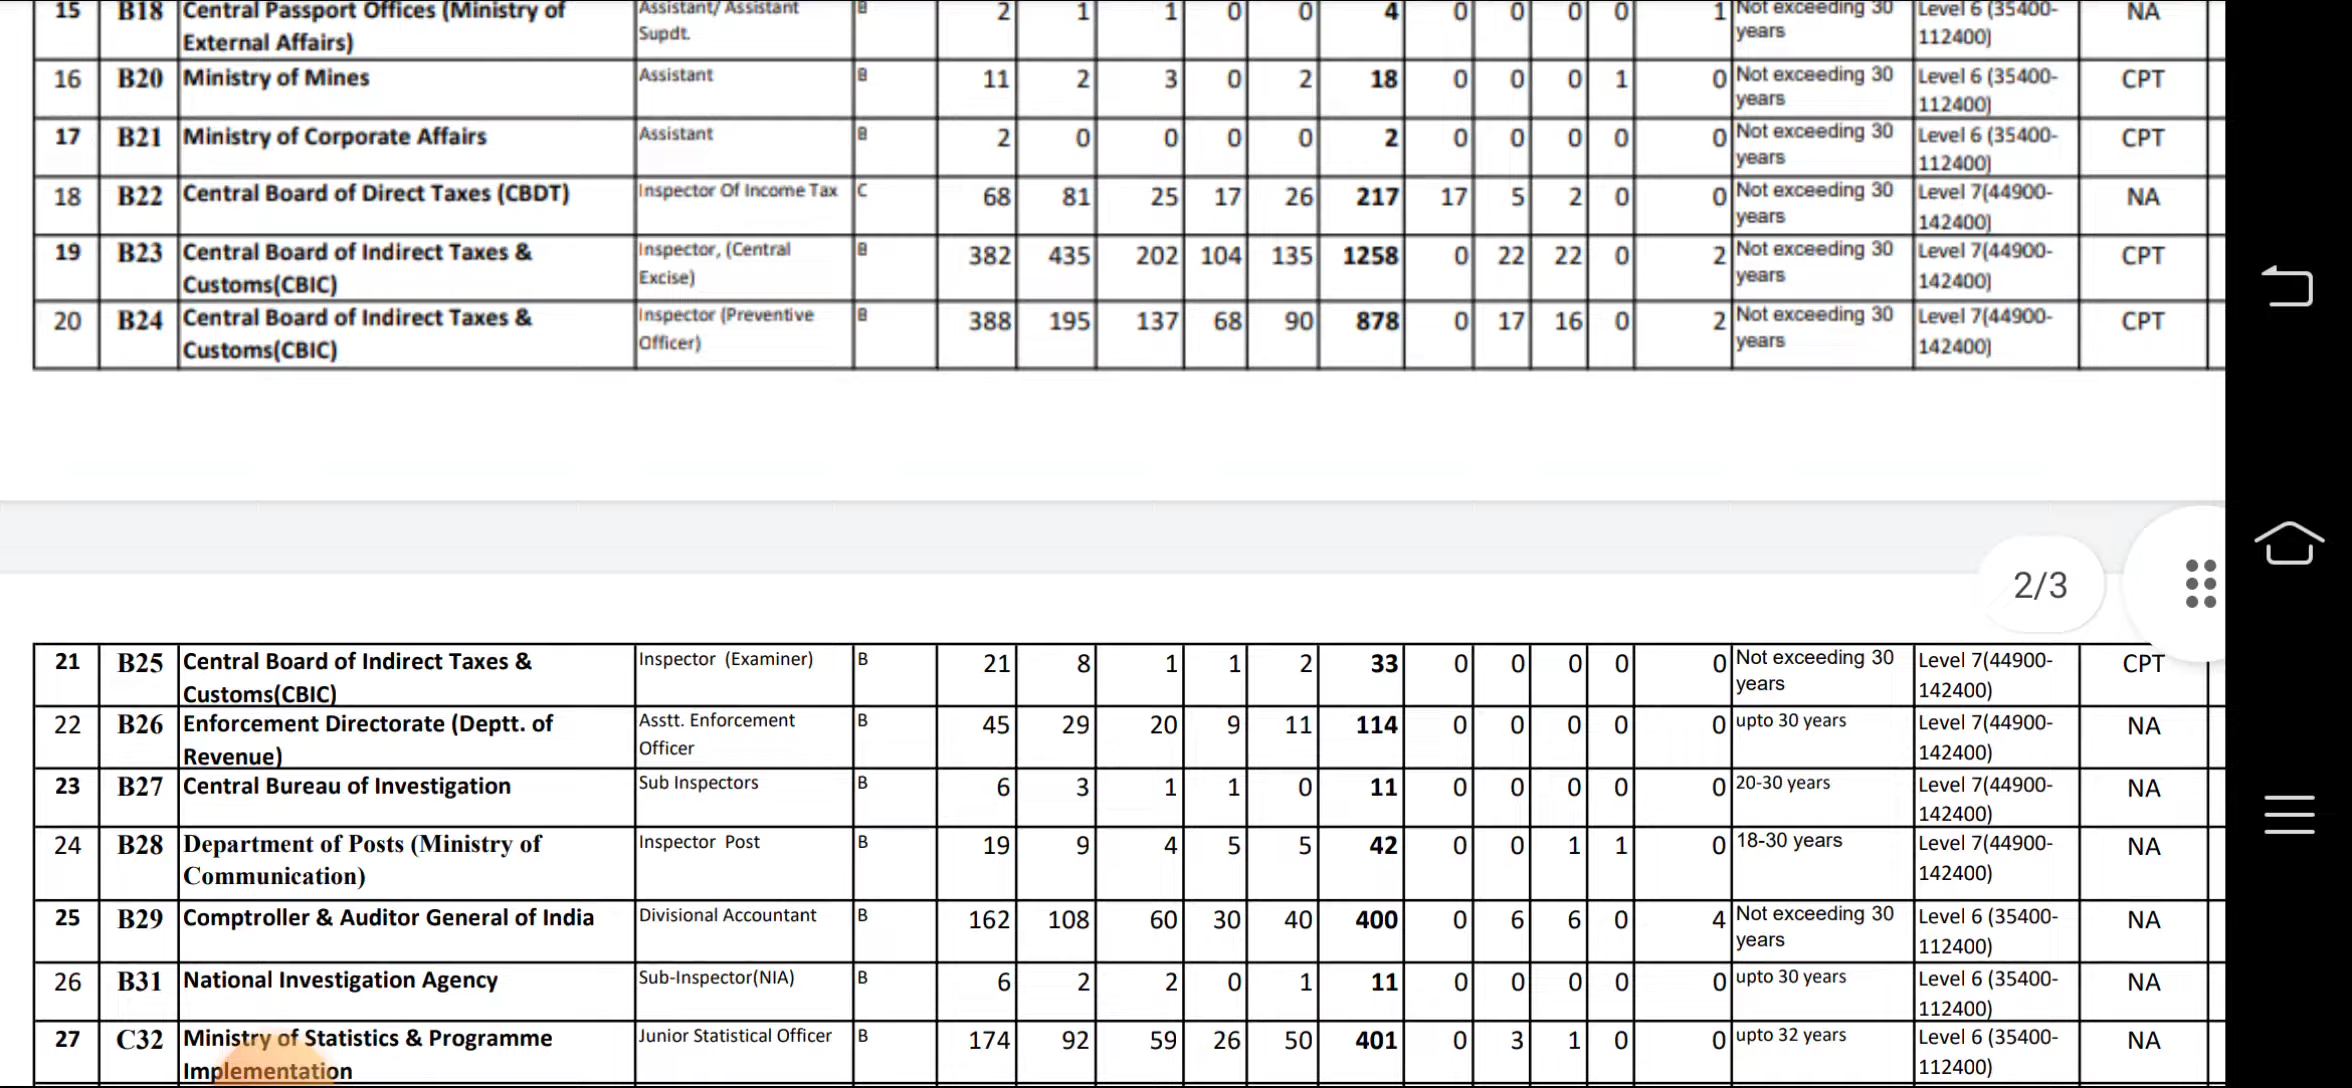 15 B18 Central Passport Offices (Ministry of External Affairs) Assistant/ Assistant Supdt. B 2 1 1 0 0 4 0 0 0 0 1 Not exceeding 30 years Level 6 (35400-112400) NA
16 B20 Ministry of Mines Assistant B 11 2 3 0 2 18 0 0 0 1 0 Not exceeding 30 years Level 6 (35400-112400) CPT
17 B21 Ministry of Corporate Affairs Assistant B 2 0 0 0 0 2 0 0 0 0 0 Not exceeding 30 years Level 6 (35400-112400) CPT
18 B22 Central Board of Direct Taxes (CBDT) Inspector Of Income Tax C 68 81 25 17 26 217 17 5 2 0 0 Not exceeding 30 years Level 7(44900-142400) NA
19 B23 Central Board of Indirect Taxes & Customs(CBIC) Inspector, (Central Excise) B 382 435 202 104 135 1258 0 22 22 0 2 Not exceeding 30 years Level 7(44900-142400) CPT
20 B24 Central Board of Indirect Taxes & Customs(CBIC) Inspector (Preventive Officer) B 388 195 137 68 90 878 0 17 16 0 2 Not exceeding 30 years Level 7(44900-142400) CPT
2/3
21 B25 Central Board of Indirect Taxes & Customs(CBIC) Inspector (Examiner) B 21 8 1 1 2 33 0 0 0 0 0 Not exceeding 30 years Level 7(44900-142400) CPT
22 B26 Enforcement Directorate (Deptt. of Revenue) Asstt. Enforcement Officer B 45 29 20 9 11 114 0 0 0 0 0 upto 30 years Level 7(44900-142400) NA
23 B27 Central Bureau of Investigation Sub Inspectors B 6 3 1 1 0 11 0 0 0 0 0 20-30 years Level 7(44900-142400) NA
24 B28 Department of Posts (Ministry of Communication) Inspector Post B 19 9 4 5 5 42 0 0 1 1 0 18-30 years Level 7(44900-142400) NA
25 B29 Comptroller & Auditor General of India Divisional Accountant B 162 108 60 30 40 400 0 6 6 0 4 Not exceeding 30 years Level 6 (35400-112400) NA
26 B31 National Investigation Agency Sub-Inspector(NIA) B 6 2 2 0 1 11 0 0 0 0 0 upto 30 years Level 6 (35400-112400) NA
27 C32 Ministry of Statistics & Programme Implementation Junior Statistical Officer B 174 92 59 26 50 401 0 3 1 0 0 upto 32 years Level 6 (35400-112400) NA